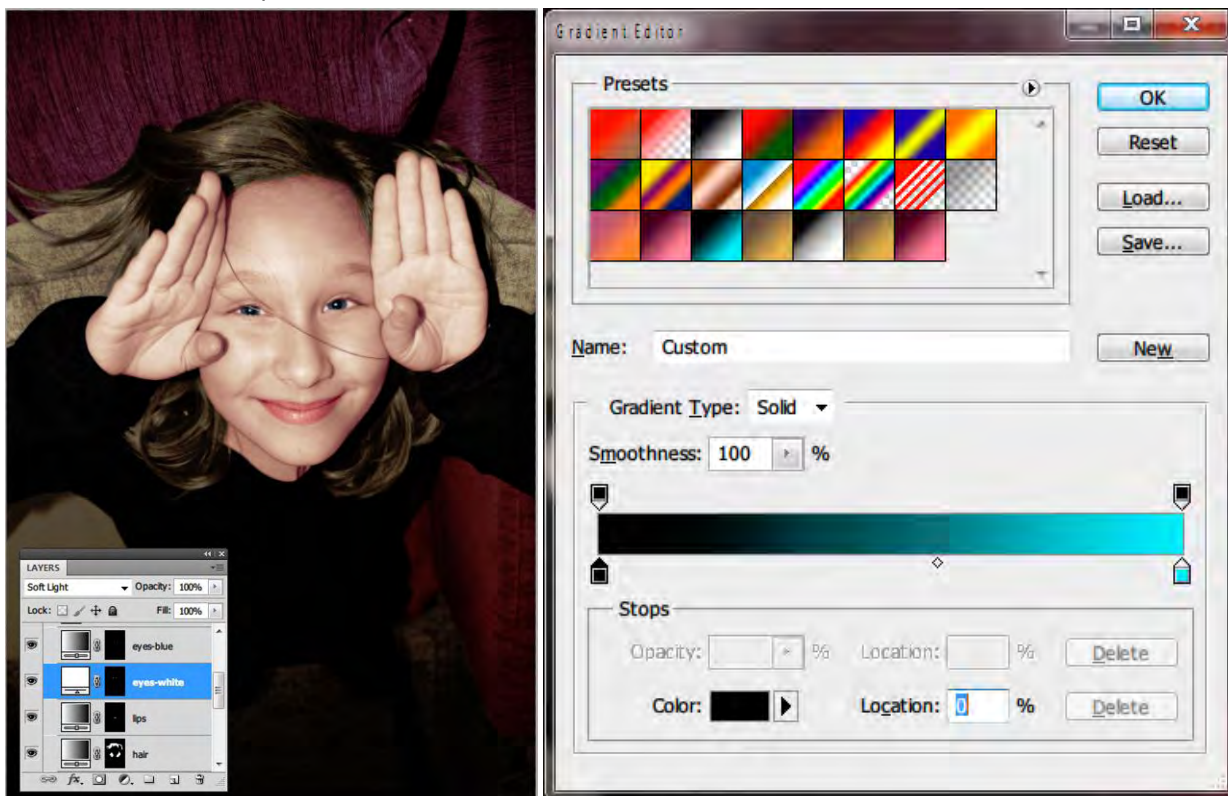 LAYERS
Soft Light Opacity: 100%
Lock: Fill: 100%
eyes-blue
eyes-white
lips
hair
fx.
Gradient Editor
Presets
OK
Reset
Load...
Save...
Name: Custom
New
Gradient Type: Solid
Smoothness: 100 %
Stops
Opacity: % Location: % Delete
Color: Location: 0 % Delete